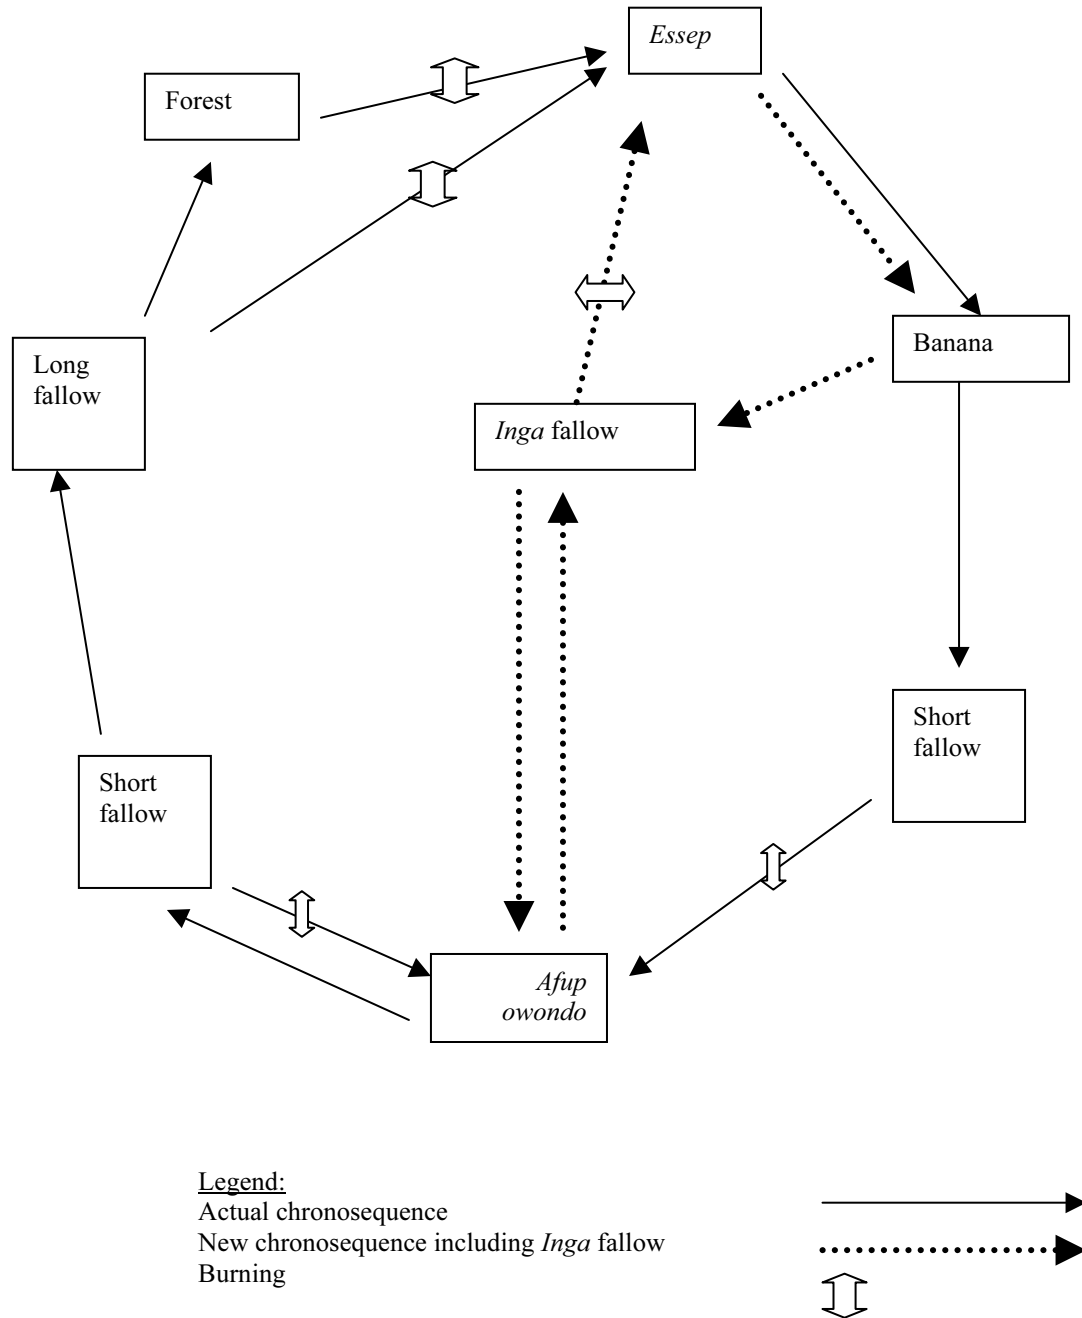 Essep
Forest
Banana
Long
fallow
Inga fallow
Short
fallow
Short
fallow
Afup
owondo
Legend:
Actual chronosequence
New chronosequence including Inga fallow
Burning